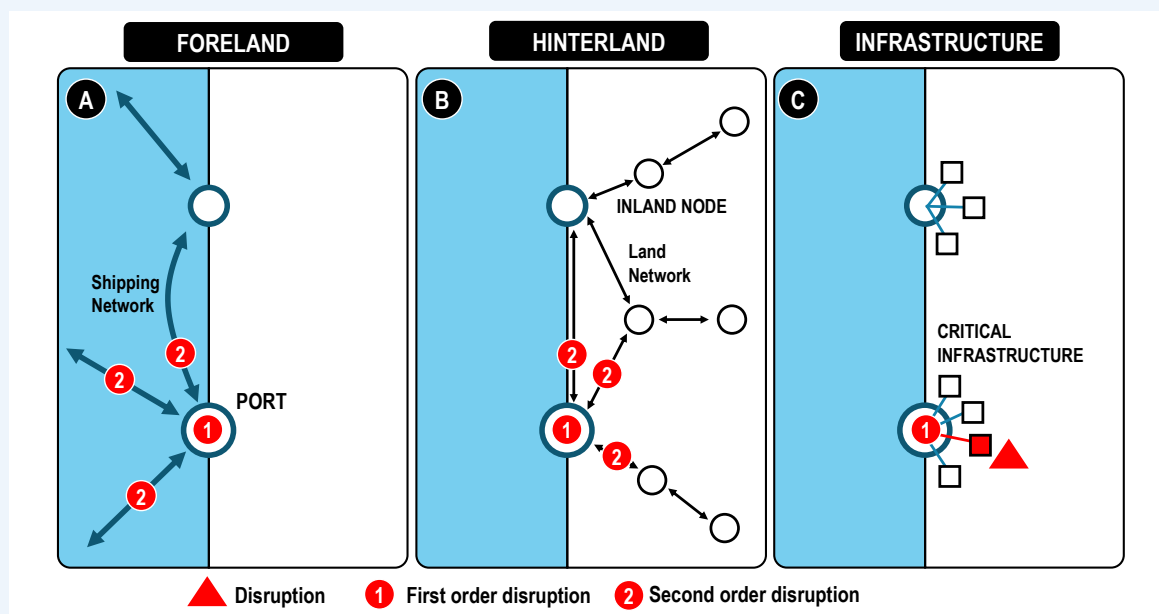 FORELAND
HINTERLAND
INFRASTRUCTURE
A
Shipping
Network
2
2
PORT
1
2
B
INLAND NODE
Land
Network
2
2
1
2
C
CRITICAL
INFRASTRUCTURE
1
Disruption
1 First order disruption
2 Second order disruption